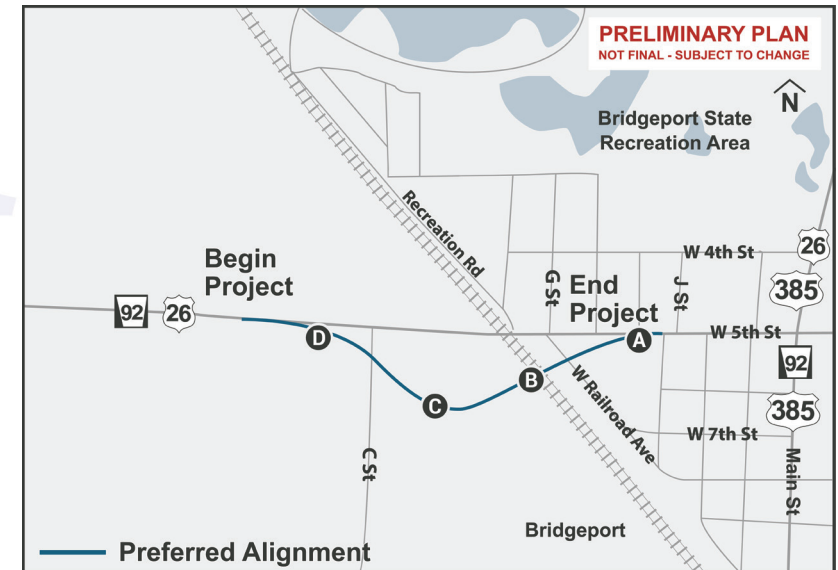 PRELIMINARY PLAN
NOT FINAL - SUBJECT TO CHANGE
N
Bridgeport State
Recreation Area
Recreation Rd
W 4th St
26
385
Begin
Project
G St
End
Project
J St
92
26
D
A
W 5th St
92
B
C
385
W Railroad Ave
W 7th St
C St
Main St
Bridgeport
Preferred Alignment